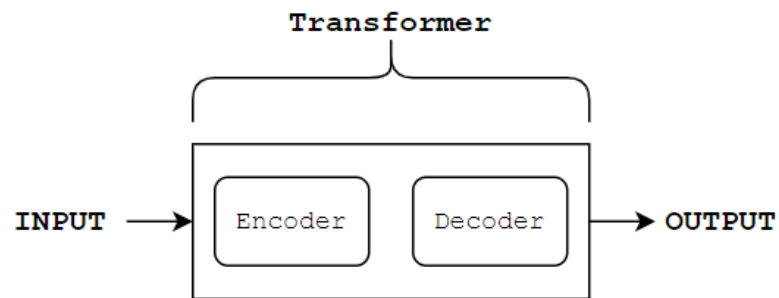 Transformer
INPUT
Encoder
Decoder
OUTPUT